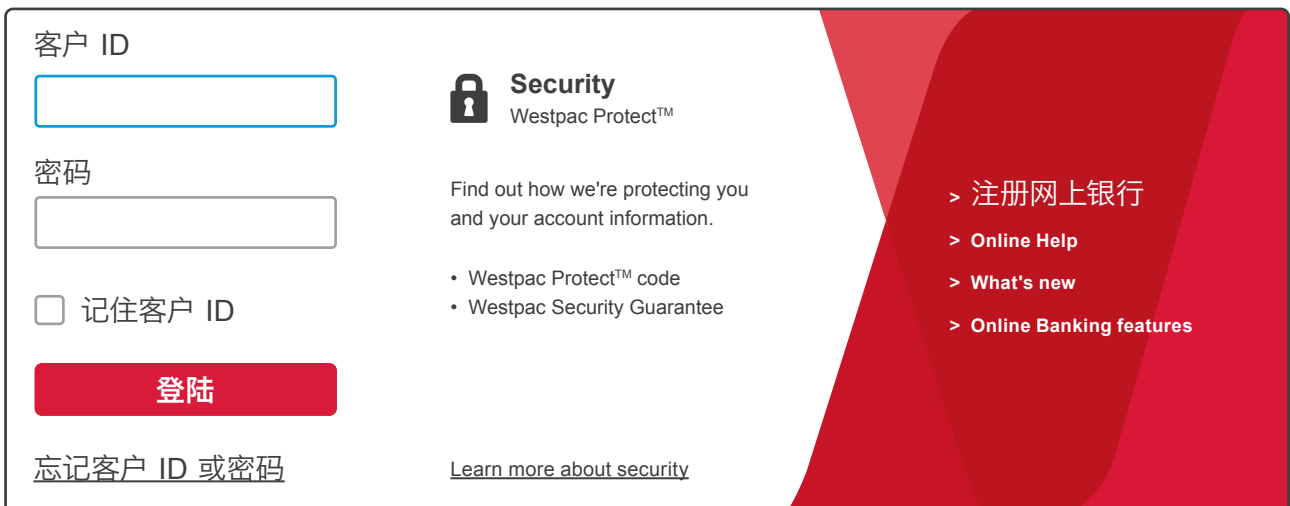 客户 ID
密码
记住客户 ID
登陆
忘记客户 ID 或密码
Security
Westpac Protect™
Find out how we're protecting you
and your account information.
• Westpac Protect™ code
• Westpac Security Guarantee
Learn more about security
> 注册网上银行
> Online Help
> What's new
> Online Banking features